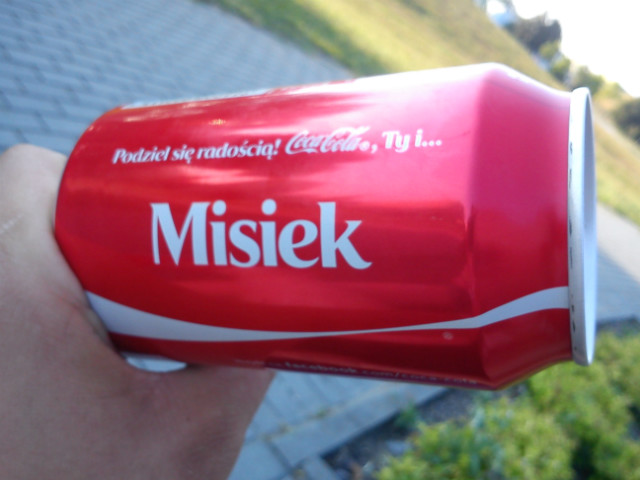 Podziel się radością! Coca-Cola®, Ty i...
Misiek